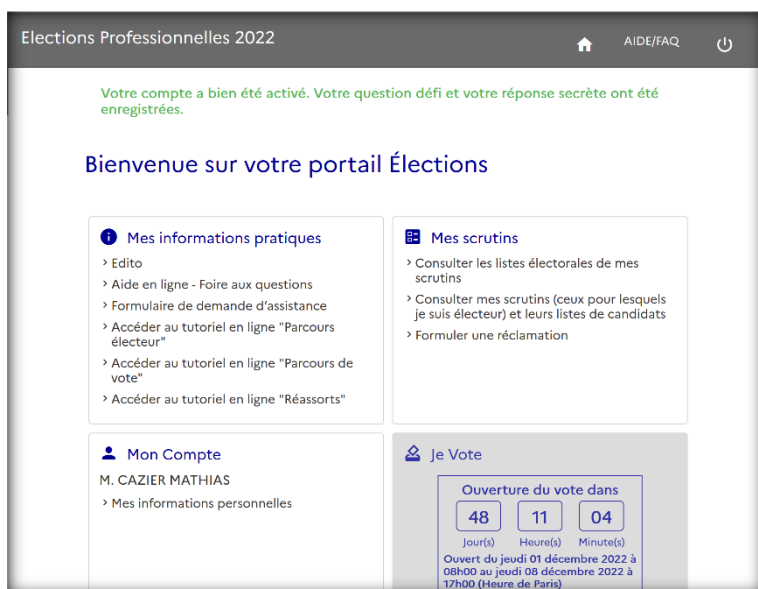 Elections Professionnelles 2022
AIDE/FAQ
Votre compte a bien été activé. Votre question défi et votre réponse secrète ont été
enregistrées.
Bienvenue sur votre portail Élections
Mes informations pratiques
> Edito
> Aide en ligne - Foire aux questions
> Formulaire de demande d'assistance
> Accéder au tutoriel en ligne "Parcours
électeur"
> Accéder au tutoriel en ligne "Parcours de
vote"
> Accéder au tutoriel en ligne "Réassorts"
Mes scrutins
> Consulter les listes électorales de mes
scrutins
> Consulter mes scrutins (ceux pour lesquels
je suis électeur) et leurs listes de candidats
> Formuler une réclamation
Mon Compte
M. CAZIER MATHIAS
> Mes informations personnelles
Je Vote
Ouverture du vote dans
48 11 04
Jour(s) Heure(s) Minute(s)
Ouvert du jeudi 01 décembre 2022 à
08h00 au jeudi 08 décembre 2022 à
17h00 (Heure de Paris)